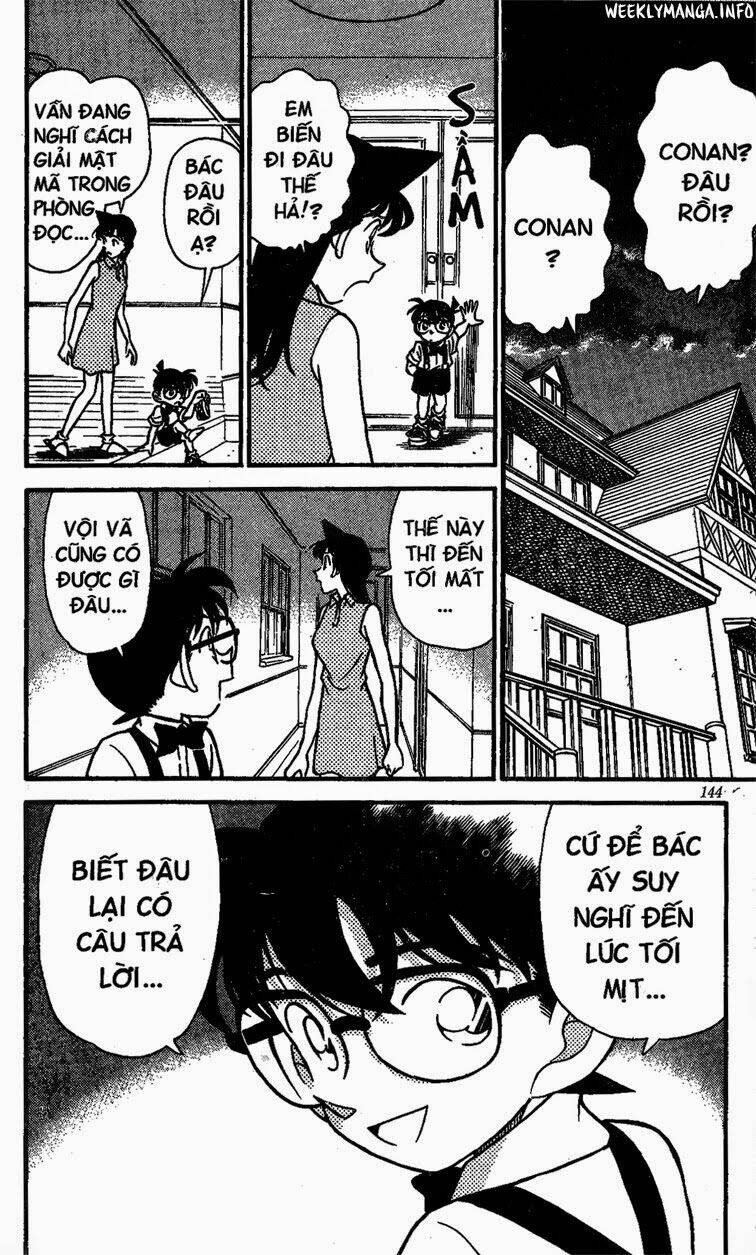 WEEKLYMANGA.INFO
CONAN?
ĐÂU
RỒI?
CONAN
?
SẦM
EM
BIẾN
ĐI ĐÂU
THẾ
HẢ!?
BÁC
ĐÂU
RỒI
Ạ?
VẪN ĐANG
NGHĨ CÁCH
GIẢI MẬT
MÃ TRONG
PHÒNG
ĐỌC...
THẾ NÀY
THÌ ĐẾN
TỐI MẤT
...
VỘI VÃ
CŨNG CÓ
ĐƯỢC GÌ
ĐÂU...
144
CỨ ĐỂ BÁC
ẤY SUY
NGHĨ ĐẾN
LÚC TỐI
MỊT...
BIẾT ĐÂU
LẠI CÓ
CÂU TRẢ
LỜI...